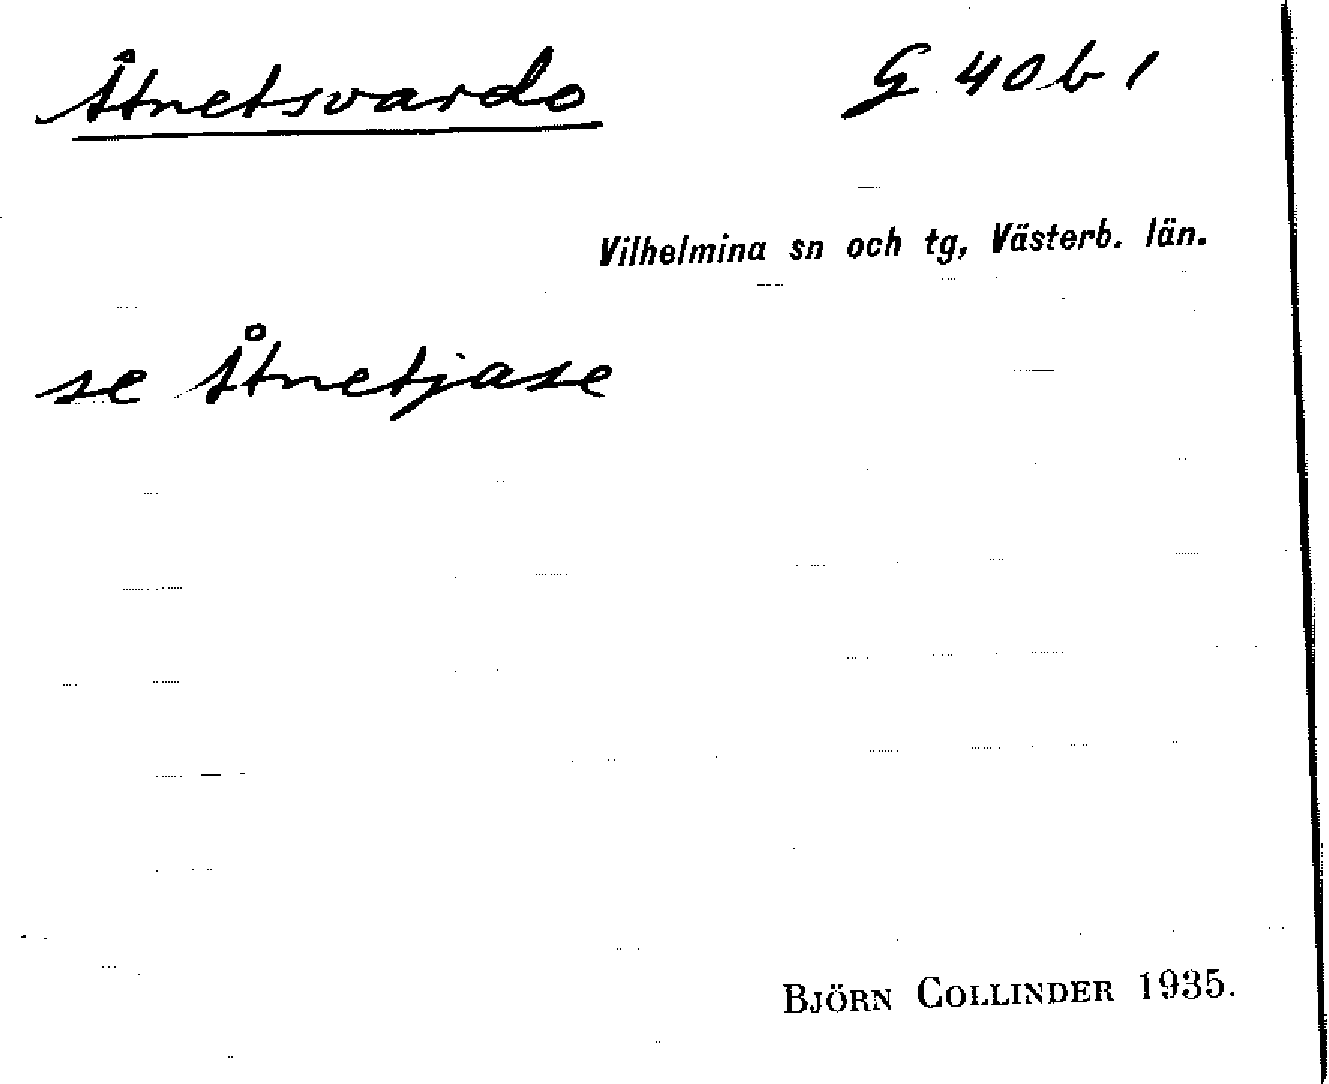 Åtnetsvardo G 40 b 1
Vilhelmina sn och tg, Västerb. län.
se Åtnetjase
BJÖRN COLLINDER 1935.